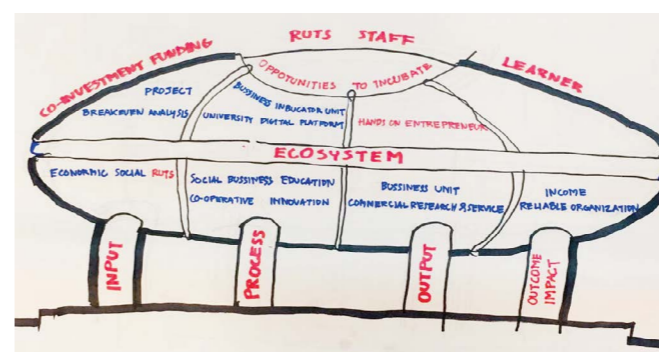 RUTS STAFF
CO-INVESTMENT FUNDING
OPPOTUNITIES TO INCUBATE
LEARNER
PROJECT
BREAKEVEN ANALYSIS
BUSSINESS INBUCATOR UNIT
UNIVERSITY DIGITAL PLATFORM
HANDS ON ENTREPRENEUR
ECOSYSTEM
ECONORMIC SOCIAL RUTS
SOCIAL BUSSINESS EDUCATION
CO-OPERATIVE INNOVATION
BUSSINESS UNIT
COMMERCIAL RESEARCH & SERVICE
INCOME
RELIABLE ORGANIZATION
INPUT
PROCESS
OUTPUT
OUTCOME
IMPACT